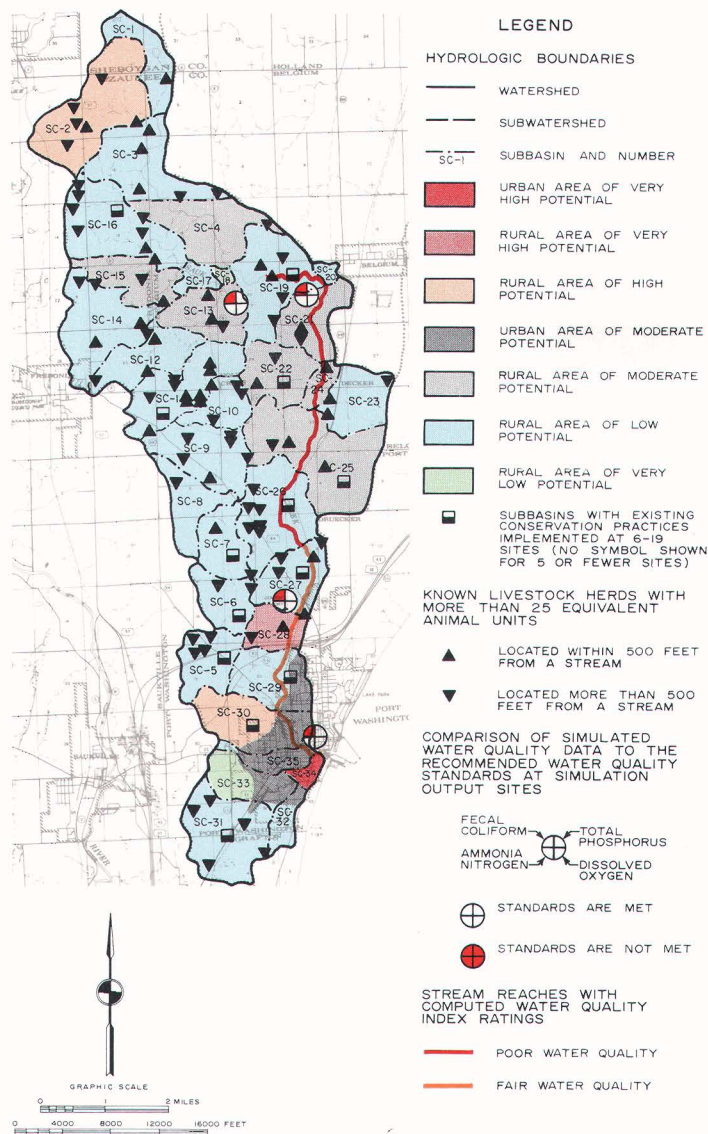 LEGEND
HYDROLOGIC BOUNDARIES
WATERSHED
SUBWATERSHED
SC-1
SUBBASIN AND NUMBER
URBAN AREA OF VERY
HIGH POTENTIAL
RURAL AREA OF VERY
HIGH POTENTIAL
RURAL AREA OF HIGH
POTENTIAL
URBAN AREA OF MODERATE
POTENTIAL
RURAL AREA OF MODERATE
POTENTIAL
RURAL AREA OF LOW
POTENTIAL
RURAL AREA OF VERY
LOW POTENTIAL
SUBBASINS WITH EXISTING
CONSERVATION PRACTICES
IMPLEMENTED AT 6-19
SITES (NO SYMBOL SHOWN
FOR 5 OR FEWER SITES)
KNOWN LIVESTOCK HERDS WITH
MORE THAN 25 EQUIVALENT
ANIMAL UNITS
LOCATED WITHIN 500 FEET
FROM A STREAM
LOCATED MORE THAN 500
FEET FROM A STREAM
COMPARISON OF SIMULATED
WATER QUALITY DATA TO THE
RECOMMENDED WATER QUALITY
STANDARDS AT SIMULATION
OUTPUT SITES
FECAL
COLIFORM
TOTAL
PHOSPHORUS
AMMONIA
NITROGEN
DISSOLVED
OXYGEN
STANDARDS ARE MET
STANDARDS ARE NOT MET
STREAM REACHES WITH
COMPUTED WATER QUALITY
INDEX RATINGS
POOR WATER QUALITY
FAIR WATER QUALITY
SC-1
SHEBOYGAN CO.
OZAUKEE CO.
HOLLAND
BELGIUM
SC-2
SC-3
SC-16
SC-4
SC-15
SC-17
SC-19
BELGIUM
SC-14
SC-13
SC-12
SC-22
DECKER
SC-23
SC-10
SC-9
SC-25
SC-8
SC-26
SC-7
SC-27
SC-6
SC-28
SC-5
SC-29
SC-30
PORT
WASHINGTON
SAUKVILLE
SC-35
SC-34
SC-33
SC-31
SC-32
PORT WASHINGTON
GRAFTON
RIVER
GRAPHIC SCALE
0 1 2 MILES
0 4000 8000 12000 16000 FEET